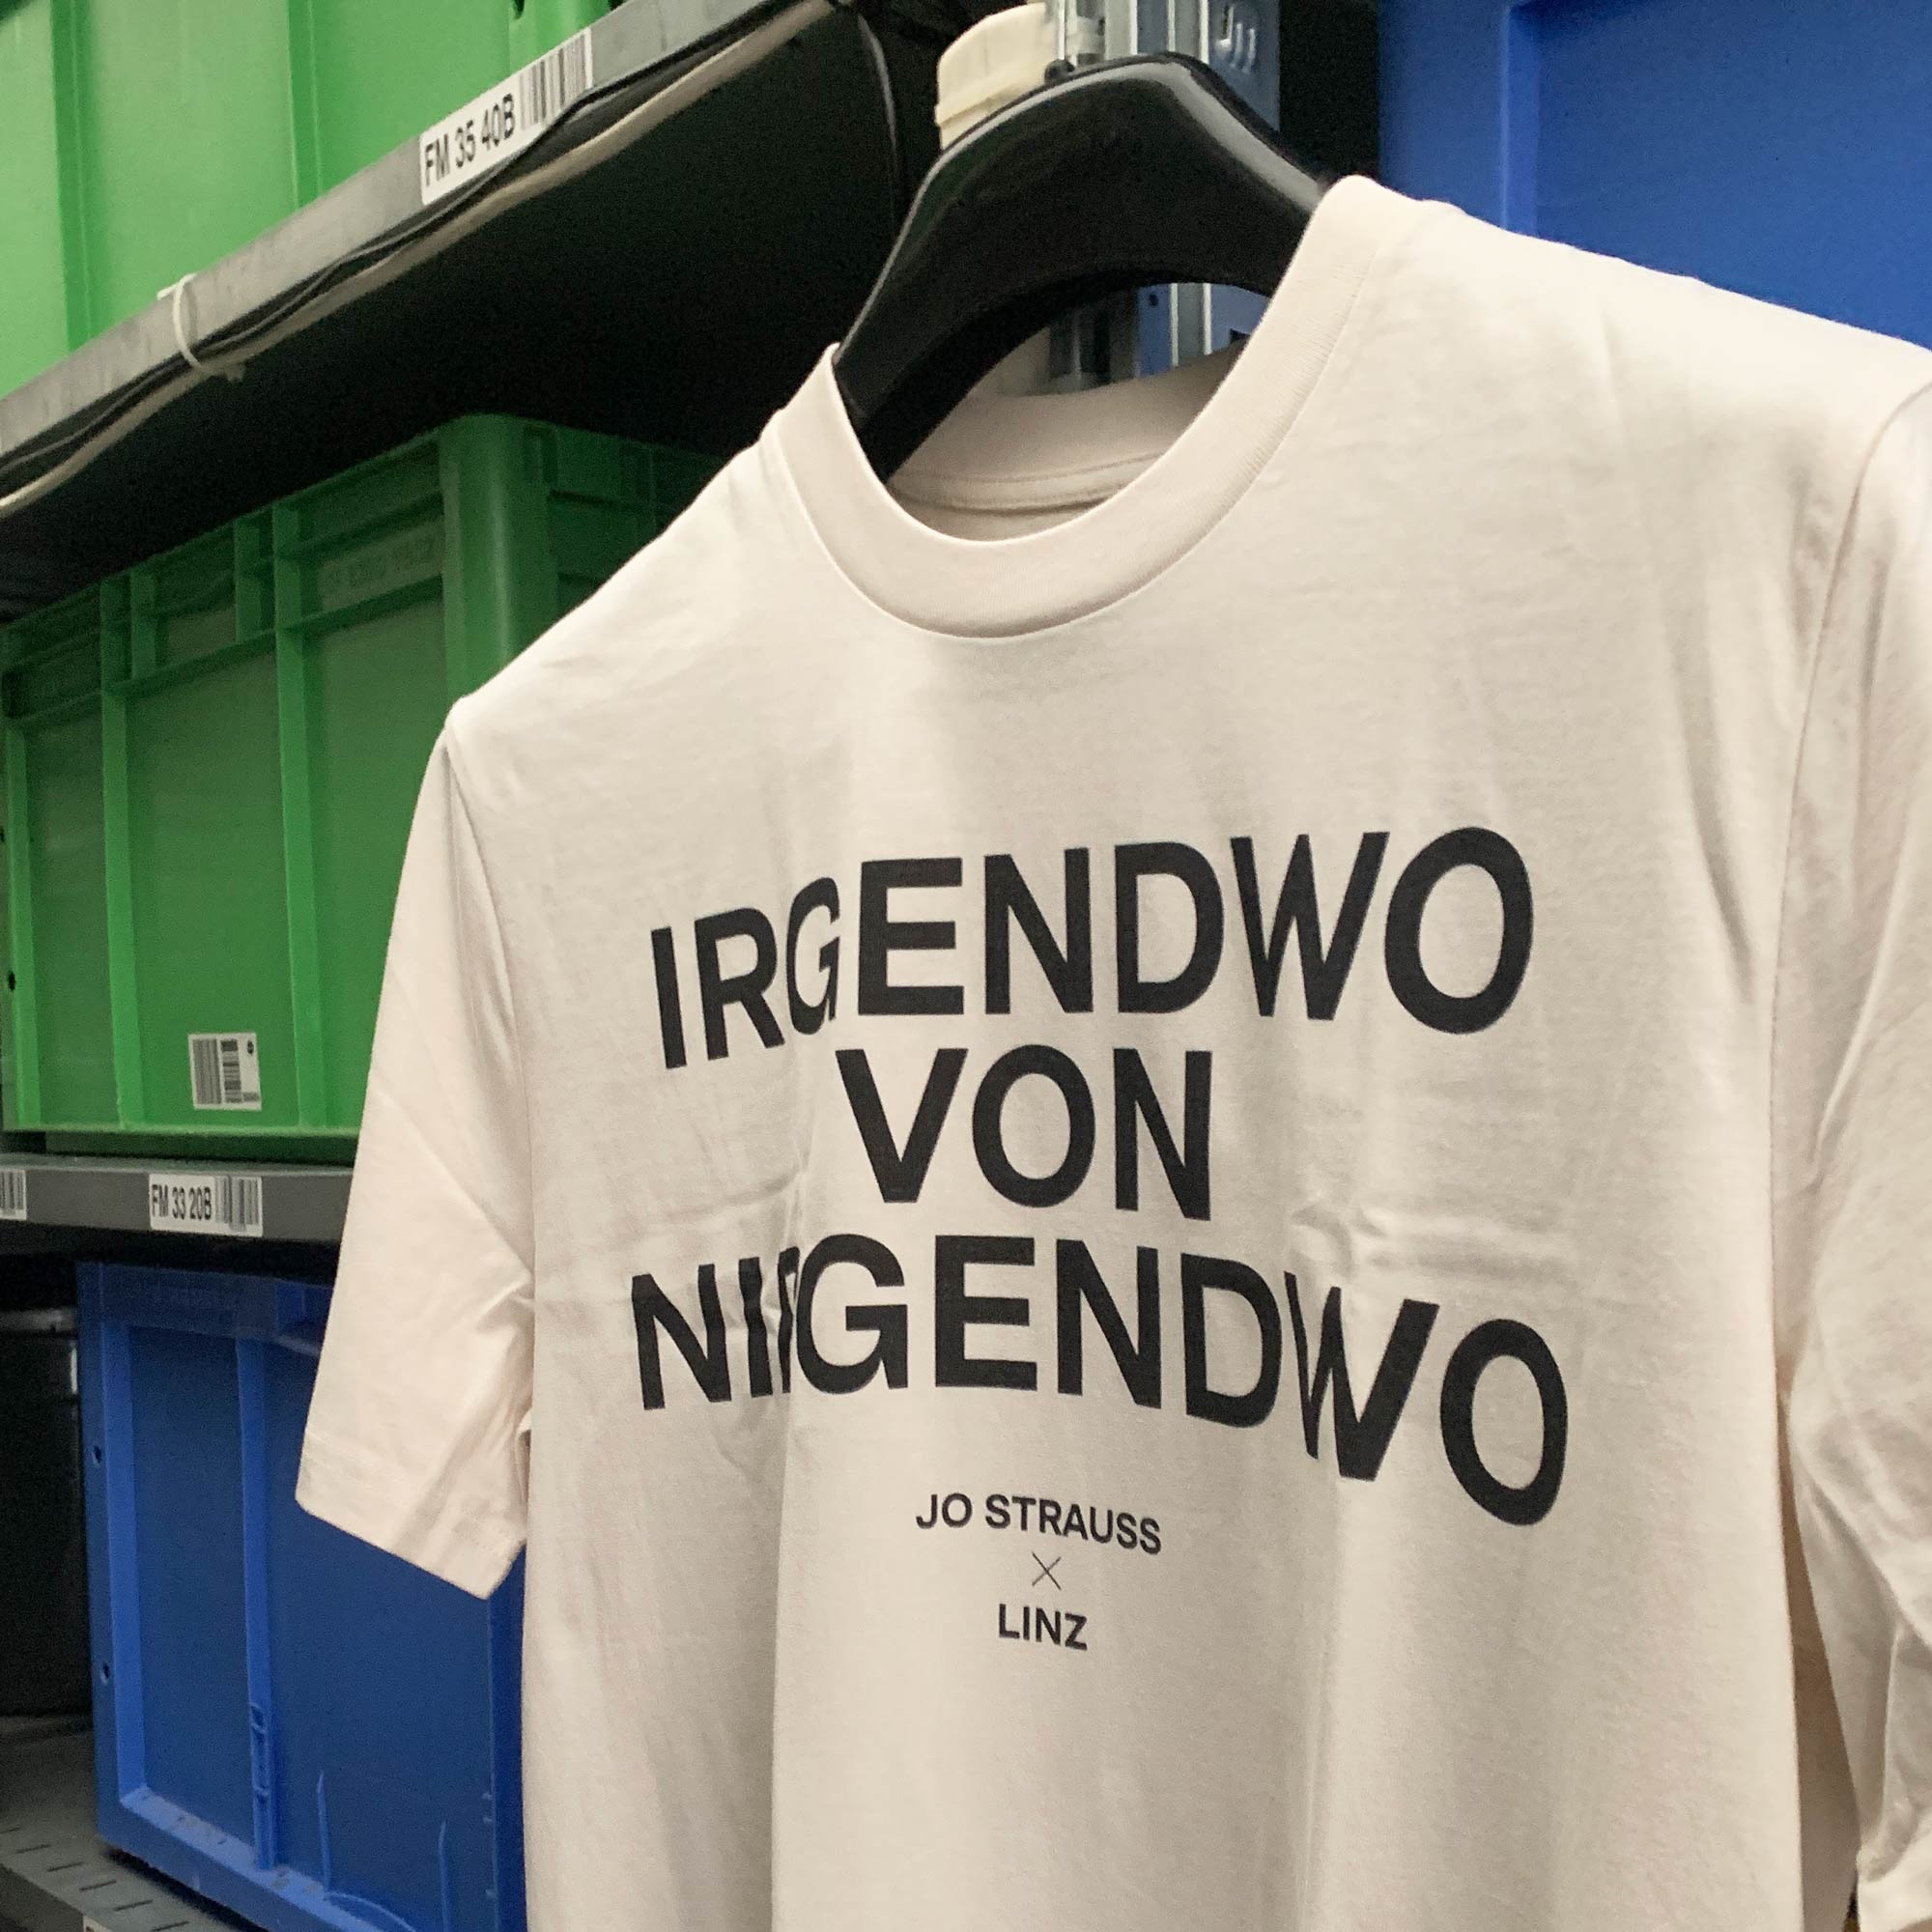 FM 35 40B
IRGENDWO
VON
NIRGENDWO
JO STRAUSS
×
LINZ
FM 33 20B